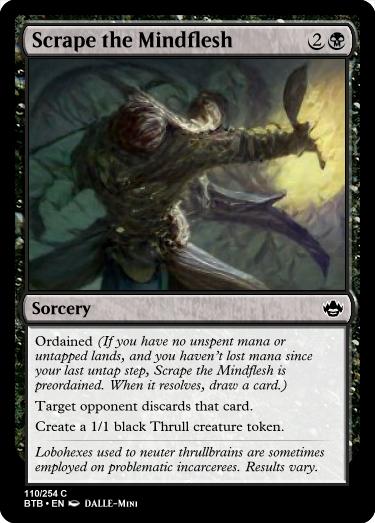 Scrape the Mindflesh 2
Sorcery
Ordained (If you have no unspent mana or
untapped lands, and you haven't lost mana since
your last untap step, Scrape the Mindflesh is
preordained. When it resolves, draw a card.)
Target opponent discards that card.
Create a 1/1 black Thrull creature token.
Lobohexes used to neuter thrullbrains are sometimes
employed on problematic incarcerees. Results vary.
110/254 C
BTB • EN DALLE-Mini